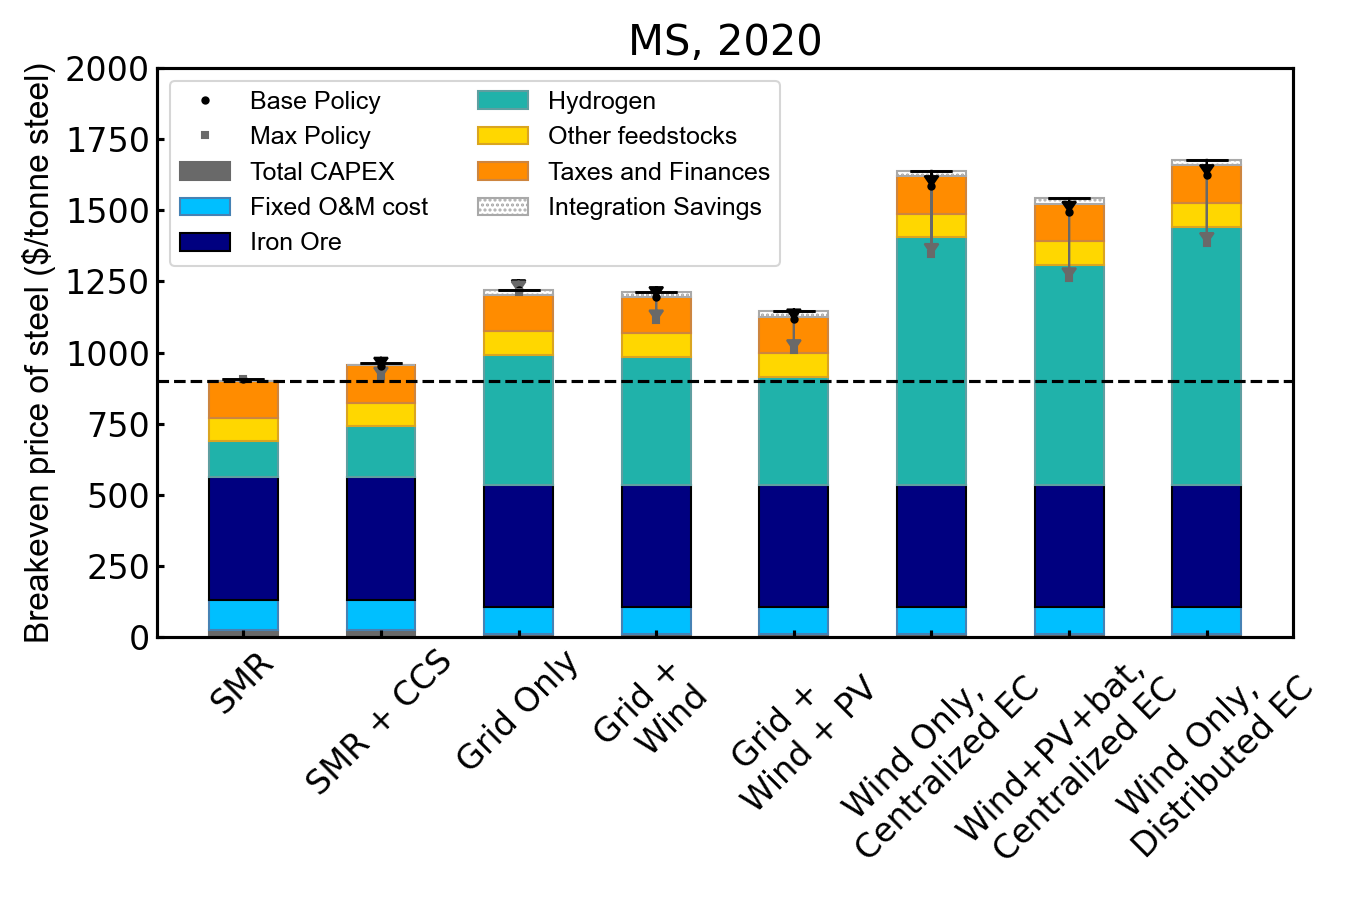 MS, 2020
Breakeven price of steel ($/tonne steel)
2000
1750
1500
1250
1000
750
500
250
0
Base Policy
Max Policy
Total CAPEX
Fixed O&M cost
Iron Ore
Hydrogen
Other feedstocks
Taxes and Finances
Integration Savings
SMR
SMR + CCS
Grid Only
Grid +
Wind
Grid +
Wind + PV
Wind Only,
Centralized EC
Wind+PV+bat,
Centralized EC
Wind Only,
Distributed EC